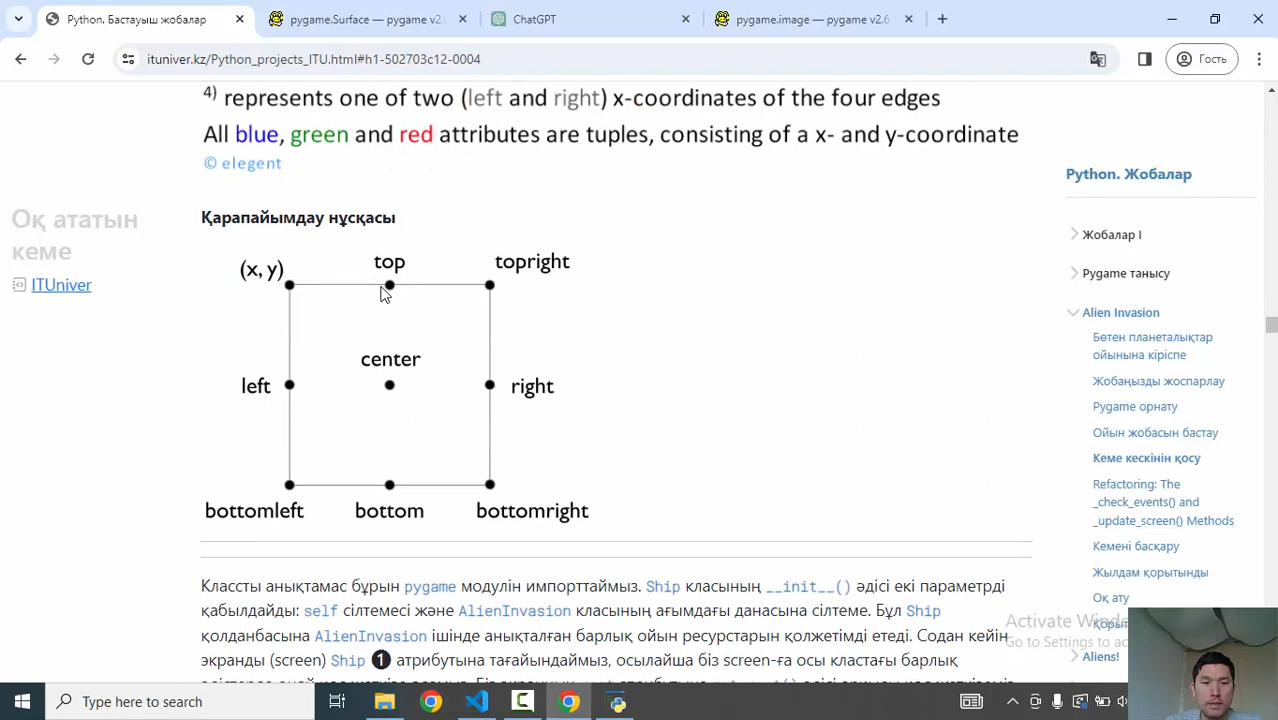 Python. Бастауыш жобалар
pygame.Surface — pygame v2.
ChatGPT
pygame.image — pygame v2.6
ituniver.kz/Python_projects_ITU.html#h1-502703c12-0004
Гость
4) represents one of two (left and right) x-coordinates of the four edges
All blue, green and red attributes are tuples, consisting of a x- and y-coordinate
© elegent
Оқ ататын
кеме
ITUniver
Қарапайымдау нұсқасы
(x, y)
top
topright
center
left
right
bottomleft
bottom
bottomright
Классты анықтамас бұрын pygame модулін импорттаймыз. Ship класының __init__() әдісі екі параметрді
қабылдайды: self сілтемесі және AlienInvasion класының ағымдағы данасына сілтеме. Бұл Ship
қолданбасына AlienInvasion ішінде анықталған барлық ойын ресурстарын қолжетімді етеді. Содан кейін
экранды (screen) Ship 1 атрибутына тағайындаймыз, осылайша біз screen-ға осы кластағы барлық
Python. Жобалар
Жобалар I
Pygame танысу
Alien Invasion
Бөтен планеталықтар
ойынына кіріспе
Жобаңызды жоспарлау
Pygame орнату
Ойын жобасын бастау
Кеме кескінін қосу
Refactoring: The
_check_events() and
_update_screen() Methods
Кемені басқару
Жылдам қорытынды
Оқ ату
Aliens!
Activate Wind
Go to Settings to ac
Type here to search